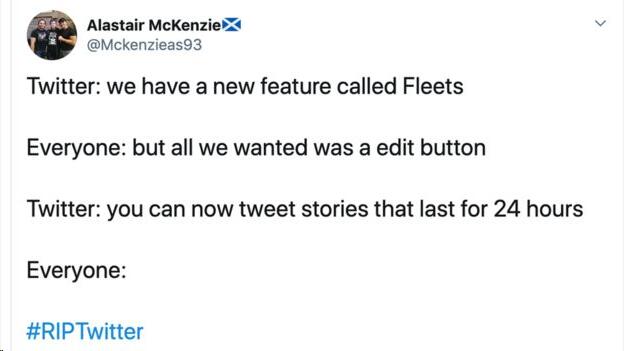 Alastair McKenzie🏴󠁧󠁢󠁳󠁣󠁴󠁿
@Mckenzieas93
Twitter: we have a new feature called Fleets
Everyone: but all we wanted was a edit button
Twitter: you can now tweet stories that last for 24 hours
Everyone:
#RIPTwitter